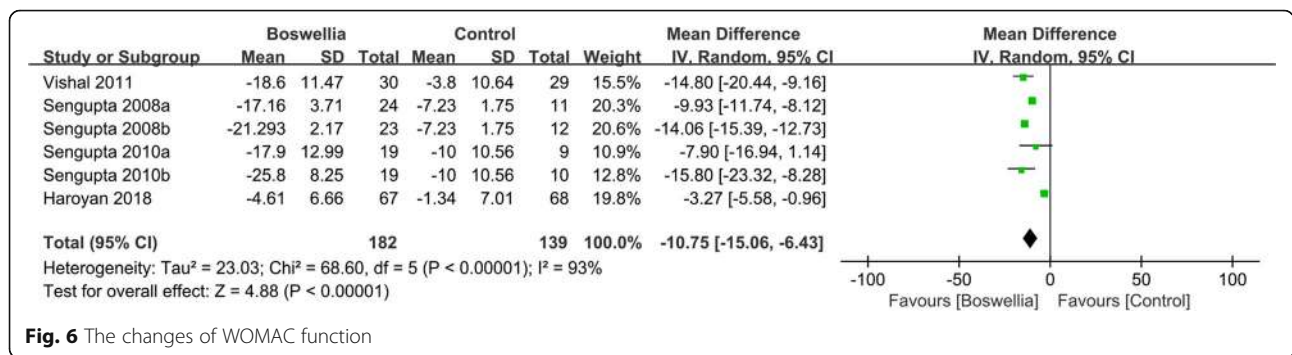 Boswellia Control Mean Difference Mean Difference
Study or Subgroup Mean SD Total Mean SD Total Weight IV. Random. 95% CI IV. Random. 95% CI
Vishal 2011 -18.6 11.47 30 -3.8 10.64 29 15.5% -14.80 [-20.44, -9.16]
Sengupta 2008a -17.16 3.71 24 -7.23 1.75 11 20.3% -9.93 [-11.74, -8.12]
Sengupta 2008b -21.293 2.17 23 -7.23 1.75 12 20.6% -14.06 [-15.39, -12.73]
Sengupta 2010a -17.9 12.99 19 -10 10.56 9 10.9% -7.90 [-16.94, 1.14]
Sengupta 2010b -25.8 8.25 19 -10 10.56 10 12.8% -15.80 [-23.32, -8.28]
Haroyan 2018 -4.61 6.66 67 -1.34 7.01 68 19.8% -3.27 [-5.58, -0.96]
Total (95% CI) 182 139 100.0% -10.75 [-15.06, -6.43]
Heterogeneity: Tau² = 23.03; Chi² = 68.60, df = 5 (P < 0.00001); I² = 93%
Test for overall effect: Z = 4.88 (P < 0.00001)
-100 -50 0 50 100
Favours [Boswellia] Favours [Control]
Fig. 6 The changes of WOMAC function